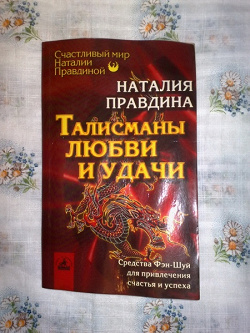 Счастливый мир
Наталии
Правдиной
НАТАЛИЯ
ПРАВДИНА
ТАЛИСМАНЫ
ЛЮБВИ
И УДАЧИ
Средства Фэн-Шуй
для привлечения
счастья и успеха